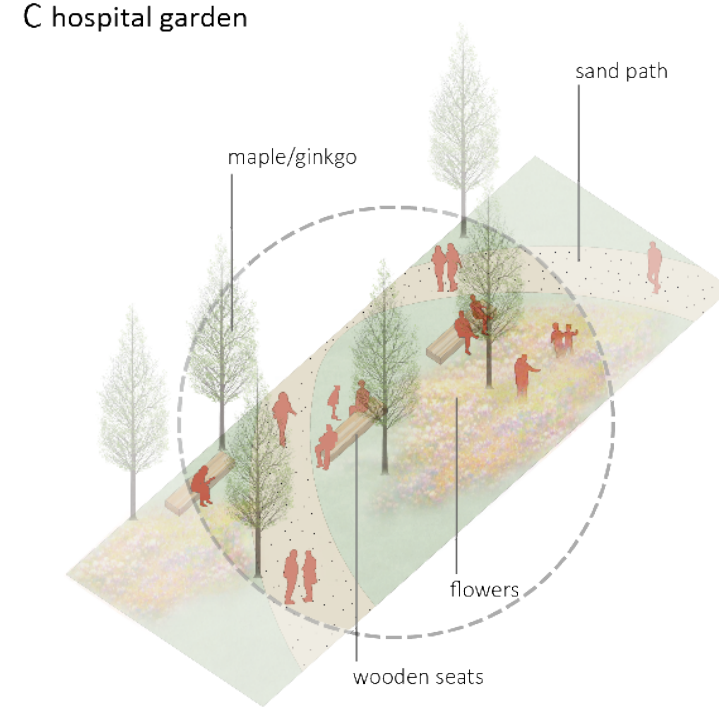 C hospital garden
sand path
maple/ginkgo
flowers
wooden seats